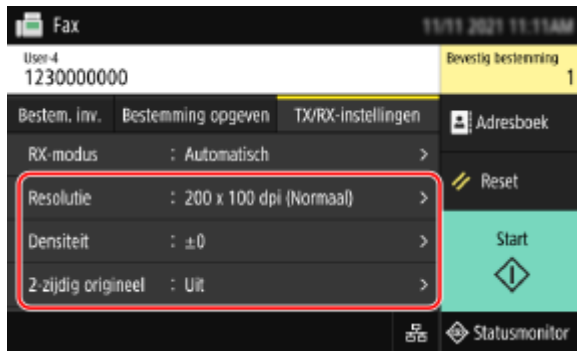 Fax
11/11 2021 11:11AM
User-4
1230000000
Bevestig bestemming
1
Bestem. inv.
Bestemming opgeven
TX/RX-instellingen
Adresboek
RX-modus : Automatisch >
Reset
Resolutie : 200 x 100 dpi (Normaal) >
Densiteit : ±0 >
Start
2-zijdig origineel : Uit >
Statusmonitor